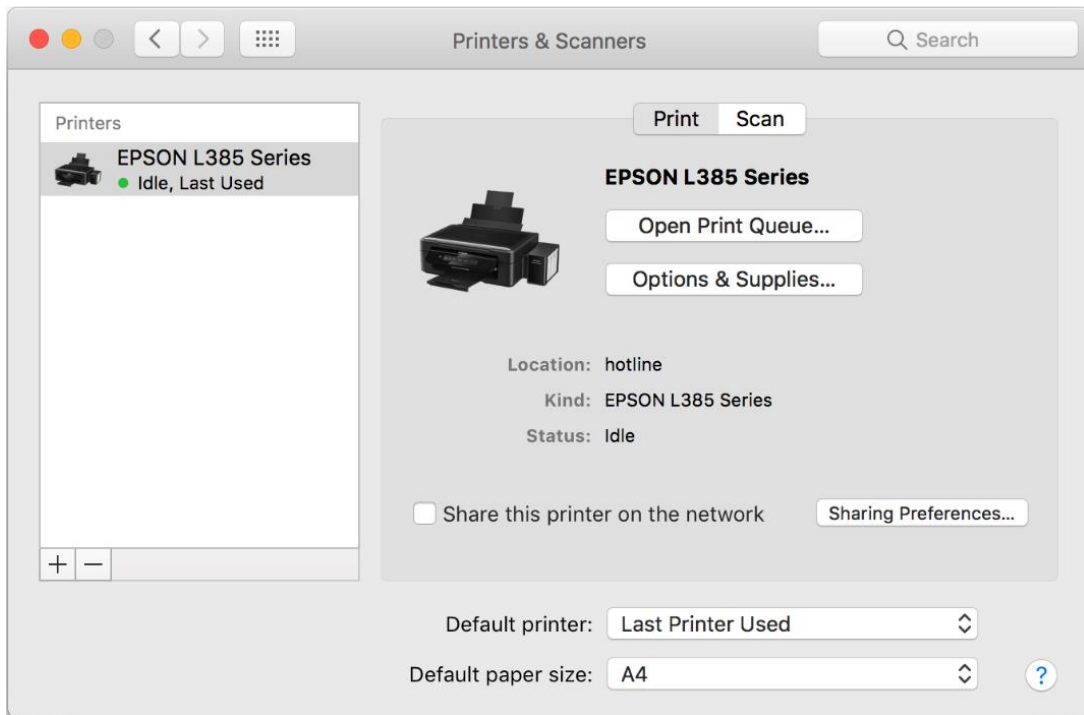 Printers & Scanners
Search
Printers
EPSON L385 Series
Idle, Last Used
Print Scan
EPSON L385 Series
Open Print Queue...
Options & Supplies...
Location: hotline
Kind: EPSON L385 Series
Status: Idle
Share this printer on the network
Sharing Preferences...
+ −
Default printer: Last Printer Used
Default paper size: A4
?